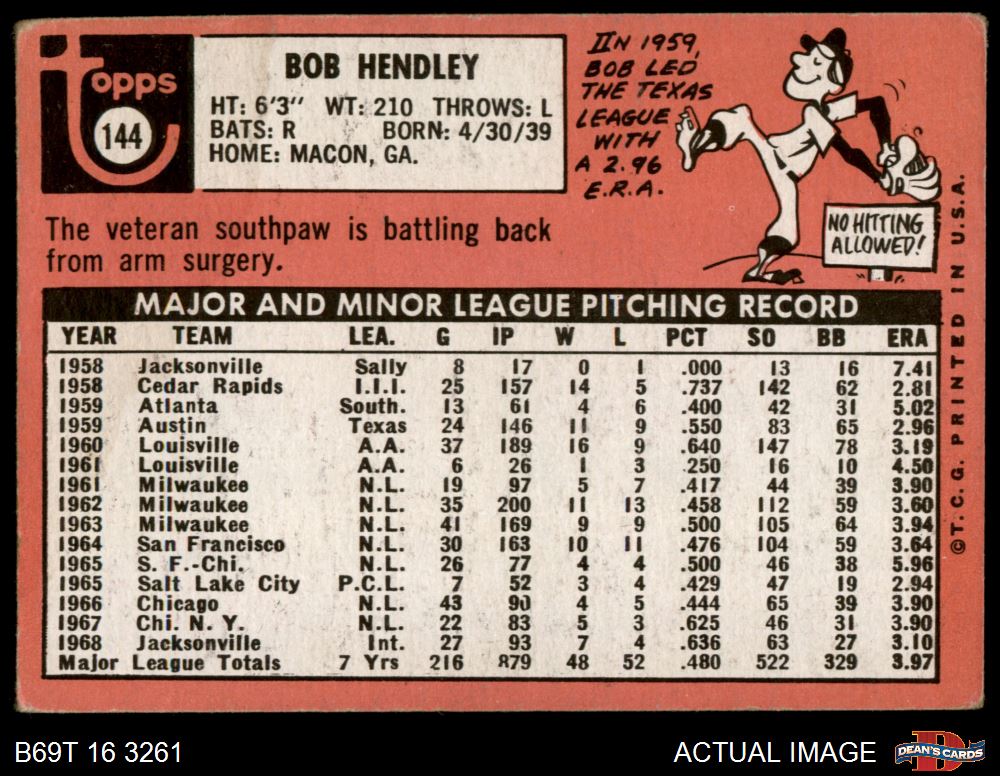 Topps
144
BOB HENDLEY
HT: 6'3" WT: 210 THROWS: L
BATS: R BORN: 4/30/39
HOME: MACON, GA.
IN 1959,
BOB LED
THE TEXAS
LEAGUE
WITH
A 2.96
E.R.A.
NO HITTING
ALLOWED!
The veteran southpaw is battling back
from arm surgery.
MAJOR AND MINOR LEAGUE PITCHING RECORD
YEAR TEAM LEA. G IP W L PCT SO BB ERA
1958 Jacksonville Sally 8 17 0 1 .000 13 16 7.41
1958 Cedar Rapids I.I.I. 25 157 14 5 .737 142 62 2.81
1959 Atlanta South. 13 61 4 6 .400 42 31 5.02
1959 Austin Texas 24 146 11 9 .550 83 65 2.96
1960 Louisville A.A. 37 189 16 9 .640 147 78 3.19
1961 Louisville A.A. 6 26 1 3 .250 16 10 4.50
1961 Milwaukee N.L. 19 97 5 7 .417 44 39 3.90
1962 Milwaukee N.L. 35 200 11 13 .458 112 59 3.60
1963 Milwaukee N.L. 41 169 9 9 .500 105 64 3.94
1964 San Francisco N.L. 30 163 10 11 .476 104 59 3.64
1965 S. F.-Chi. N.L. 26 77 4 4 .500 46 38 5.96
1965 Salt Lake City P.C.L. 7 52 3 4 .429 47 19 2.94
1966 Chicago N.L. 43 90 4 5 .444 65 39 3.90
1967 Chi. N. Y. N.L. 22 83 5 3 .625 46 31 3.90
1968 Jacksonville Int. 27 93 7 4 .636 63 27 3.10
Major League Totals 7 Yrs 216 879 48 52 .480 522 329 3.97
©T.C.G. PRINTED IN U.S.A.
B69T 16 3261
ACTUAL IMAGE
D
DEAN'S CARDS